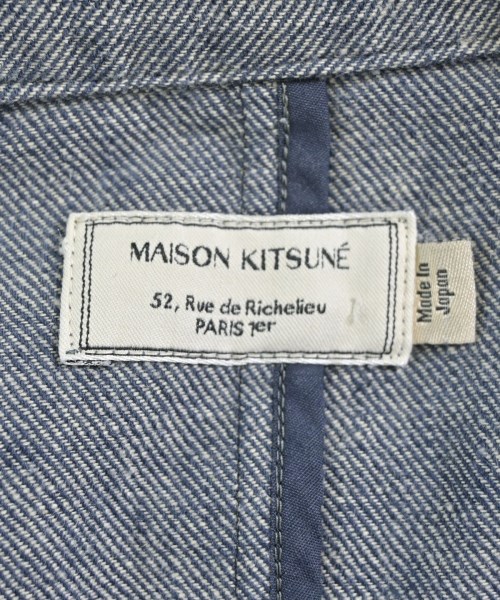 MAISON KITSUNÉ
52, Rue de Richelieu
PARIS 1er
Made In
Japan